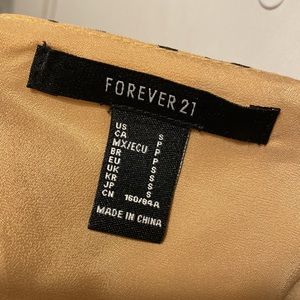 FOREVER 21
US S
CA P
MX/ECU P
BR P
EU S
UK S
KR S
JP S
CN 160/84A
MADE IN CHINA